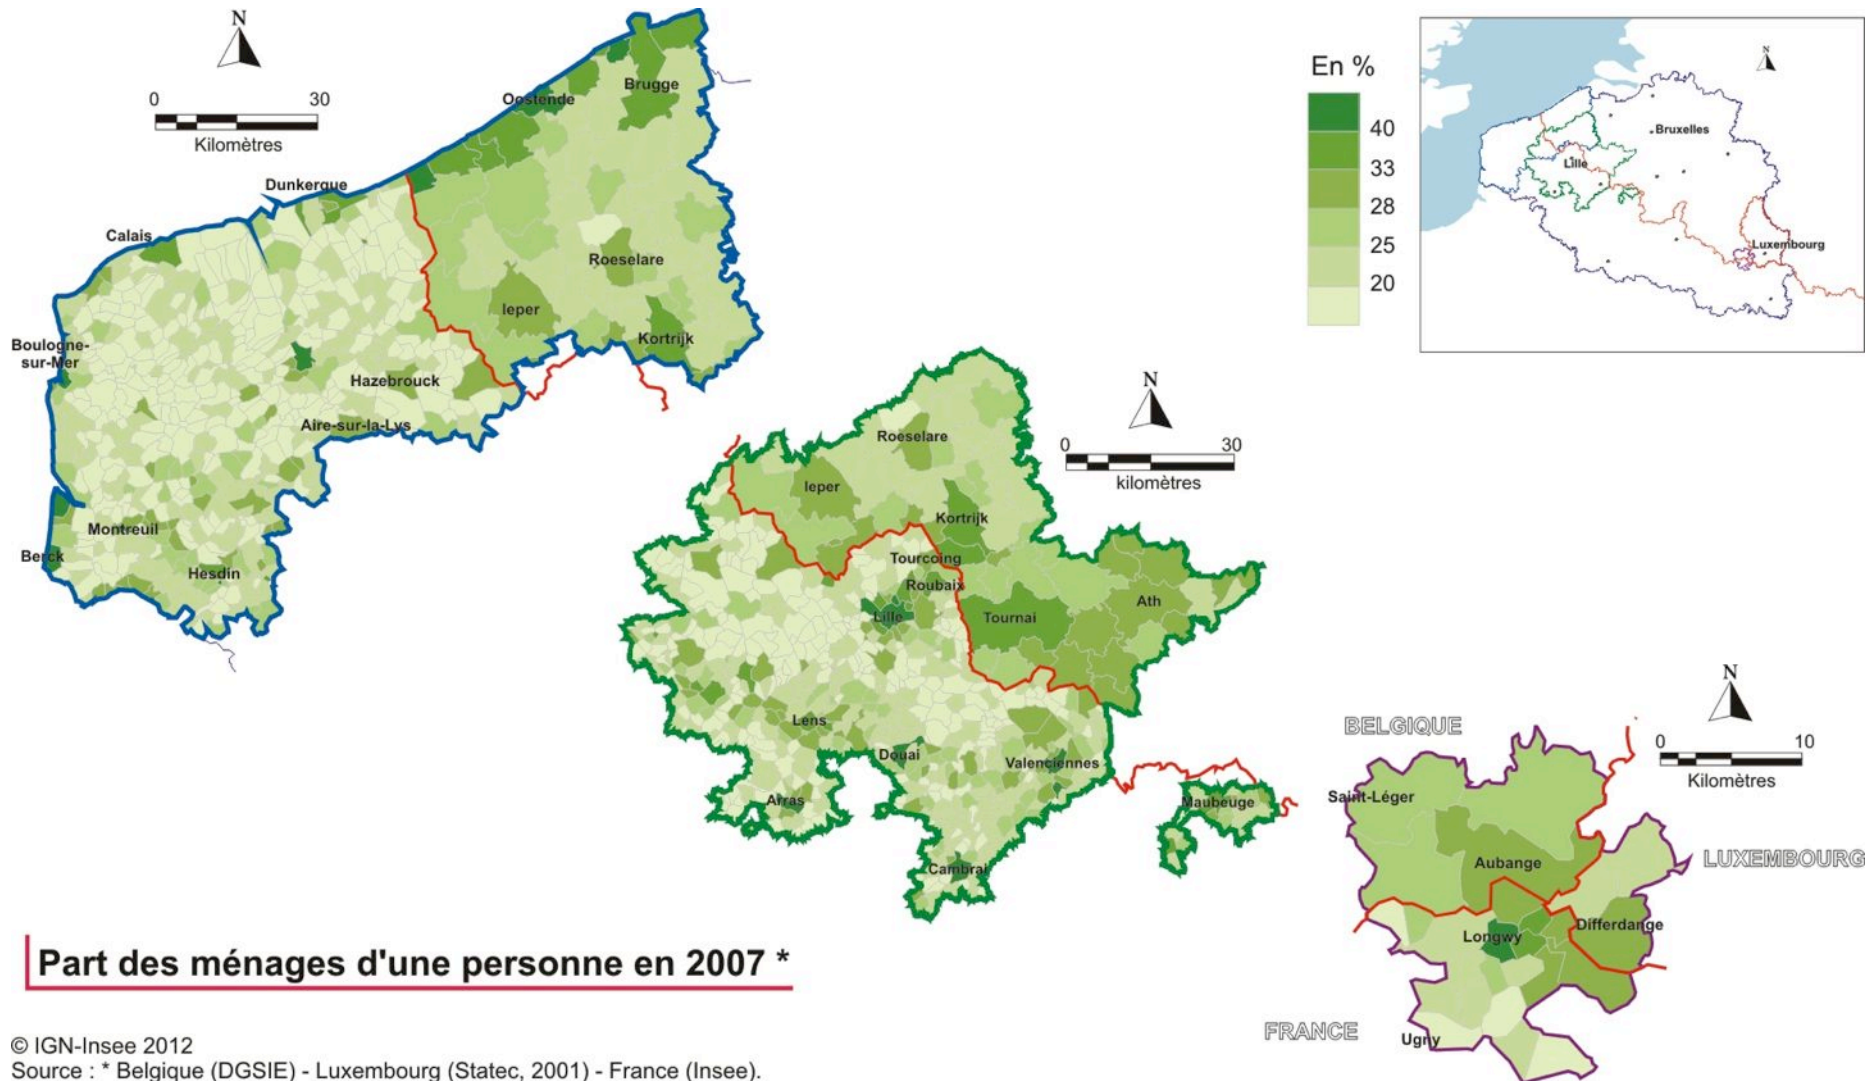 N
0 30
Kilomètres
Brugge
Oostende
Dunkerque
Calais
Roeselare
Ieper
Kortrijk
Boulogne-
sur-Mer
Hazebrouck
Aire-sur-la-Lys
Montreuil
Berck
Hesdin
En %
40
33
28
25
20
N
Bruxelles
Lille
Luxembourg
N
0 30
kilomètres
Roeselare
Ieper
Kortrijk
Tourcoing
Roubaix
Lille
Tournai
Ath
Lens
Douai
Valenciennes
Arras
Maubeuge
Cambrai
N
0 10
Kilomètres
BELGIQUE
Saint-Léger
LUXEMBOURG
Aubange
Differdange
Longwy
FRANCE
Ugny
Part des ménages d'une personne en 2007 *
© IGN-Insee 2012
Source : * Belgique (DGSIE) - Luxembourg (Statec, 2001) - France (Insee).